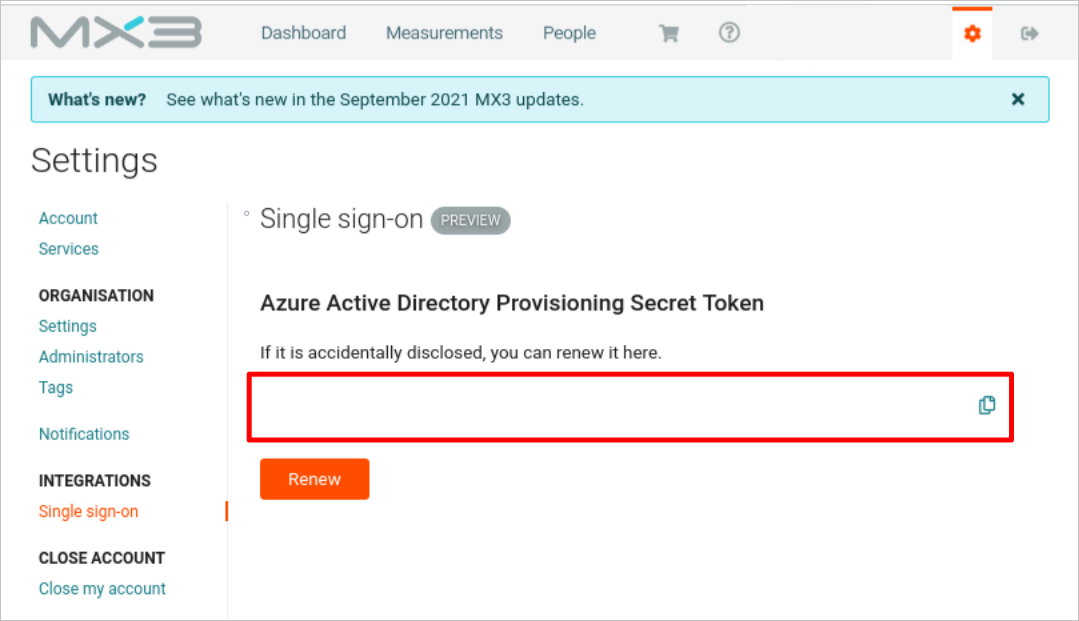 MX3 Dashboard Measurements People
What's new? See what's new in the September 2021 MX3 updates.
Settings
Account
Services
ORGANISATION
Settings
Administrators
Tags
Notifications
INTEGRATIONS
Single sign-on
CLOSE ACCOUNT
Close my account
Single sign-on PREVIEW
Azure Active Directory Provisioning Secret Token
If it is accidentally disclosed, you can renew it here.
Renew